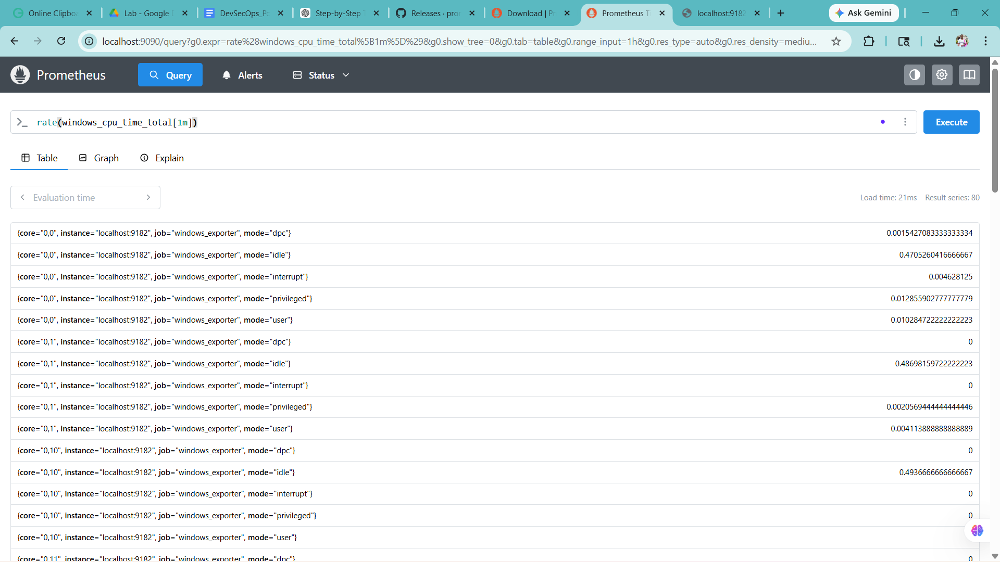 Online Clipboa
Lab - Google D
DevSecOps_Po
Step-by-Step T
Releases · pror
Download | Pr
Prometheus Ti
localhost:9182
Ask Gemini
localhost:9090/query?g0.expr=rate%28windows_cpu_time_total%5B1m%5D%29&g0.show_tree=0&g0.tab=table&g0.range_input=1h&g0.res_type=auto&g0.res_density=mediu...
Prometheus
Query
Alerts
Status
rate(windows_cpu_time_total[1m])
Execute
Table
Graph
Explain
Evaluation time
Load time: 21ms Result series: 80
{core="0,0", instance="localhost:9182", job="windows_exporter", mode="dpc"} 0.0015427083333333334
{core="0,0", instance="localhost:9182", job="windows_exporter", mode="idle"} 0.4705260416666667
{core="0,0", instance="localhost:9182", job="windows_exporter", mode="interrupt"} 0.004628125
{core="0,0", instance="localhost:9182", job="windows_exporter", mode="privileged"} 0.012855902777777779
{core="0,0", instance="localhost:9182", job="windows_exporter", mode="user"} 0.010284722222222223
{core="0,1", instance="localhost:9182", job="windows_exporter", mode="dpc"} 0
{core="0,1", instance="localhost:9182", job="windows_exporter", mode="idle"} 0.48698159722222223
{core="0,1", instance="localhost:9182", job="windows_exporter", mode="interrupt"} 0
{core="0,1", instance="localhost:9182", job="windows_exporter", mode="privileged"} 0.0020569444444444446
{core="0,1", instance="localhost:9182", job="windows_exporter", mode="user"} 0.004113888888888889
{core="0,10", instance="localhost:9182", job="windows_exporter", mode="dpc"} 0
{core="0,10", instance="localhost:9182", job="windows_exporter", mode="idle"} 0.4936666666666667
{core="0,10", instance="localhost:9182", job="windows_exporter", mode="interrupt"} 0
{core="0,10", instance="localhost:9182", job="windows_exporter", mode="privileged"} 0
{core="0,10", instance="localhost:9182", job="windows_exporter", mode="user"}
{core="0,11", instance="localhost:9182", job="windows_exporter", mode="dpc"} 0